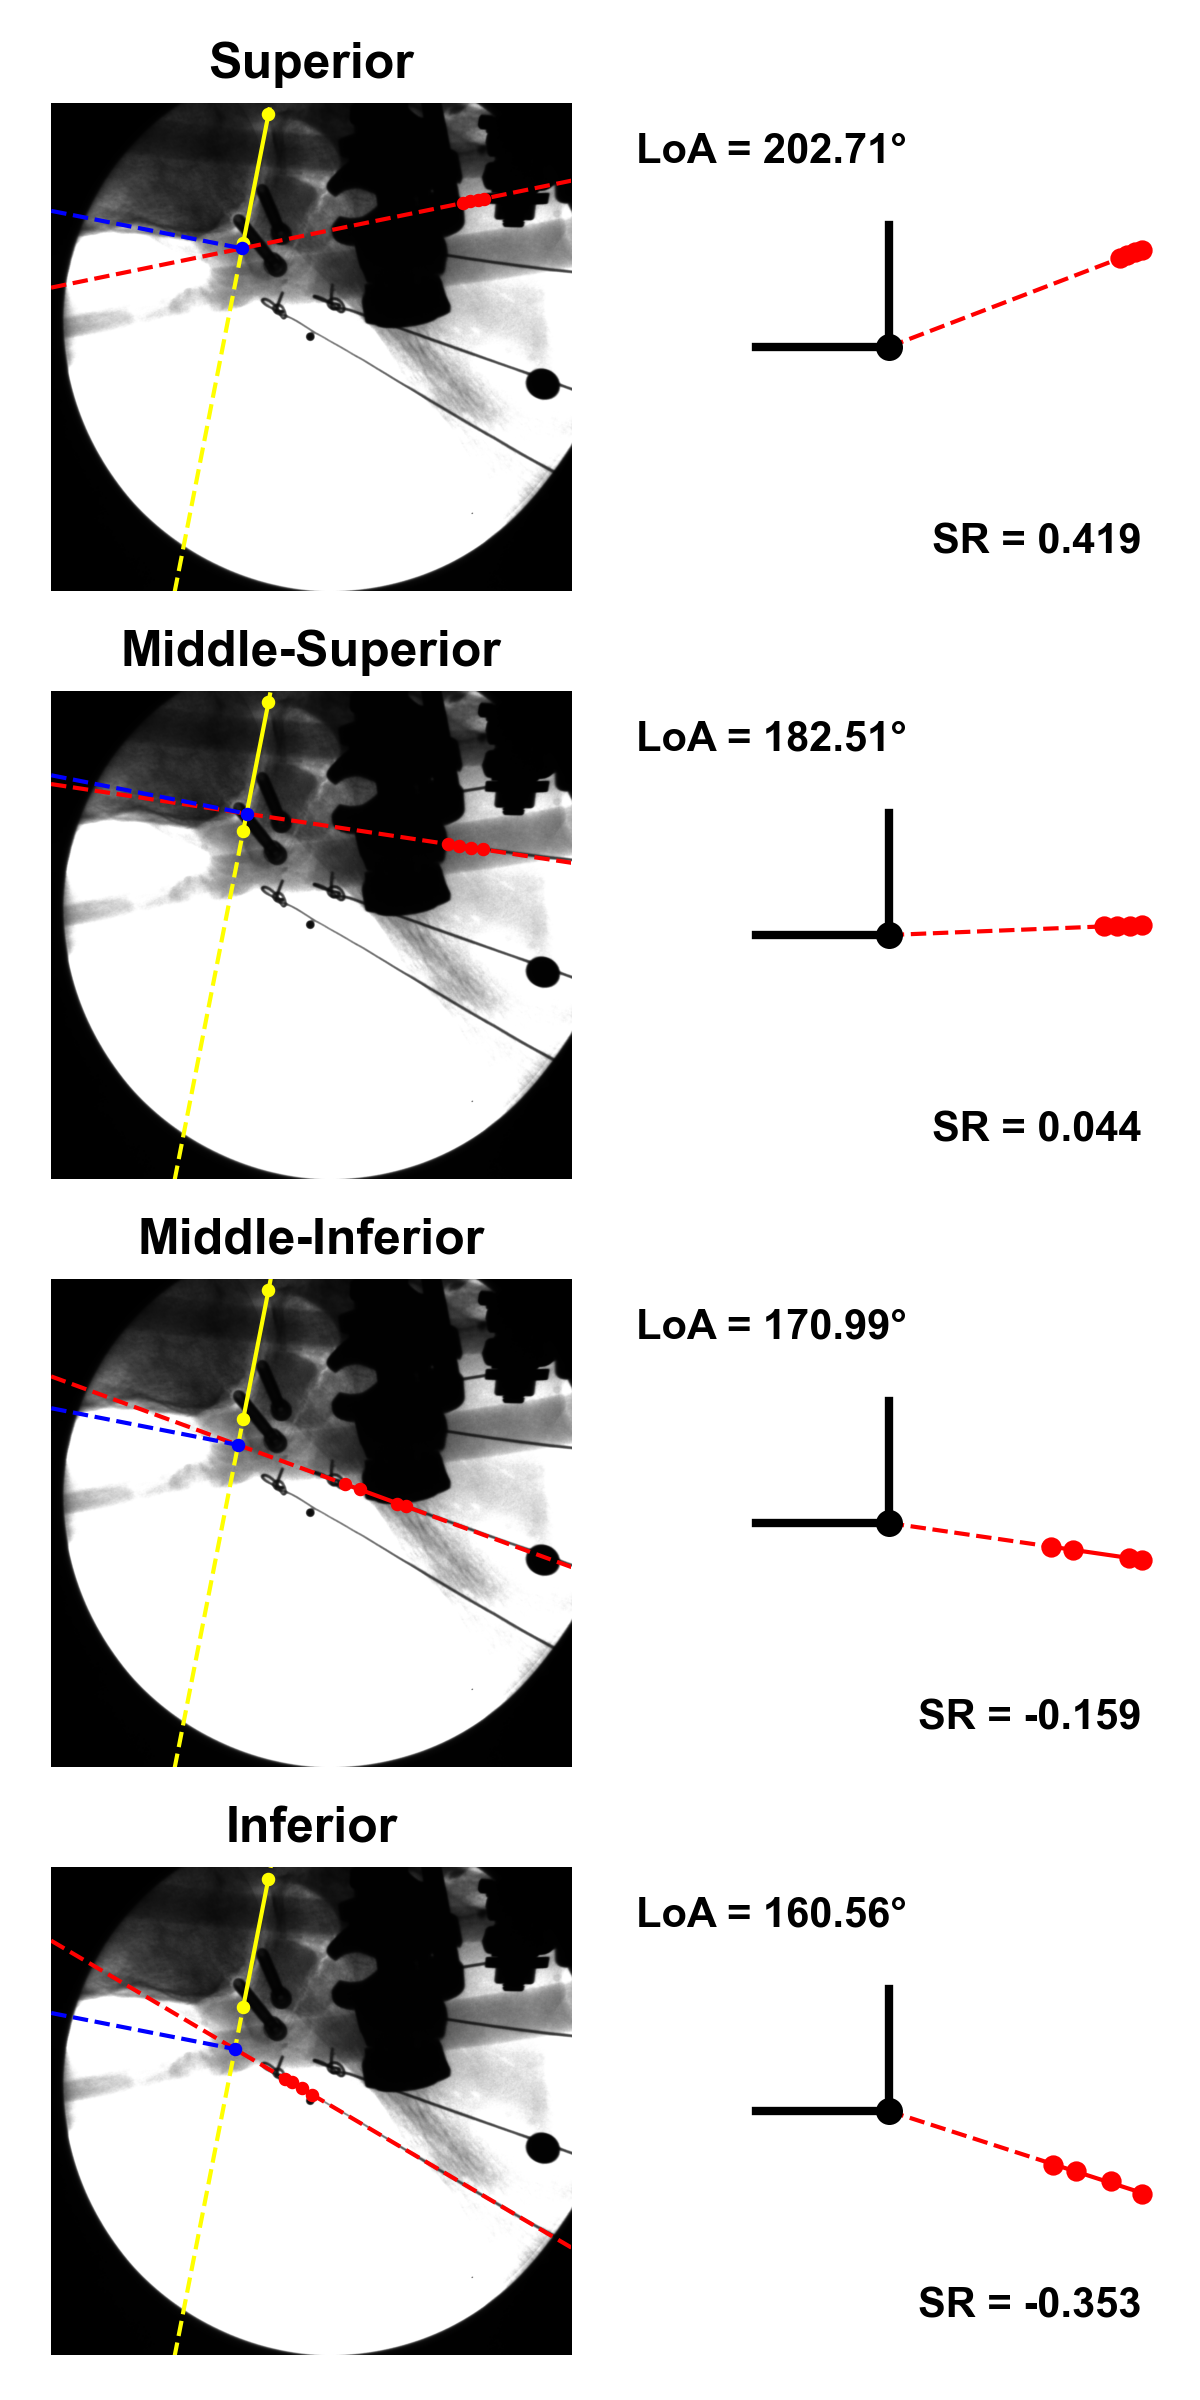 Superior
LoA = 202.71°
SR = 0.419
Middle-Superior
LoA = 182.51°
SR = 0.044
Middle-Inferior
LoA = 170.99°
SR = -0.159
Inferior
LoA = 160.56°
SR = -0.353